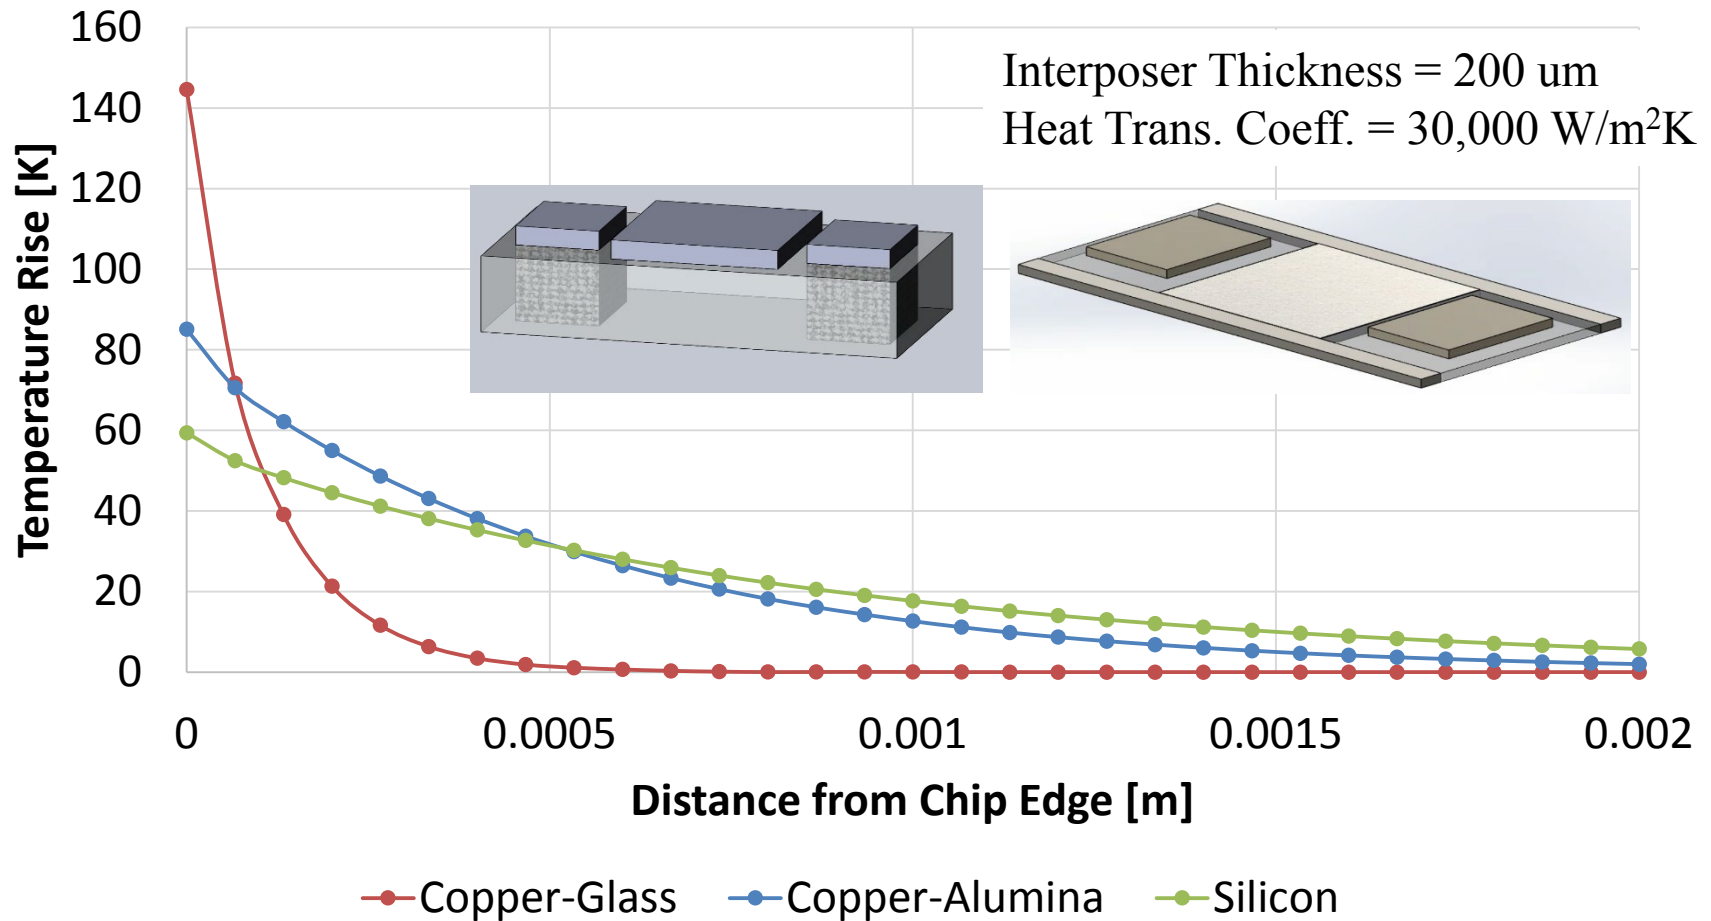 160
140
120
100
80
60
40
20
0
Temperature Rise [K]
Interposer Thickness = 200 um
Heat Trans. Coeff. = 30,000 W/m²K
0 0.0005 0.001 0.0015 0.002
Distance from Chip Edge [m]
Copper-Glass Copper-Alumina Silicon